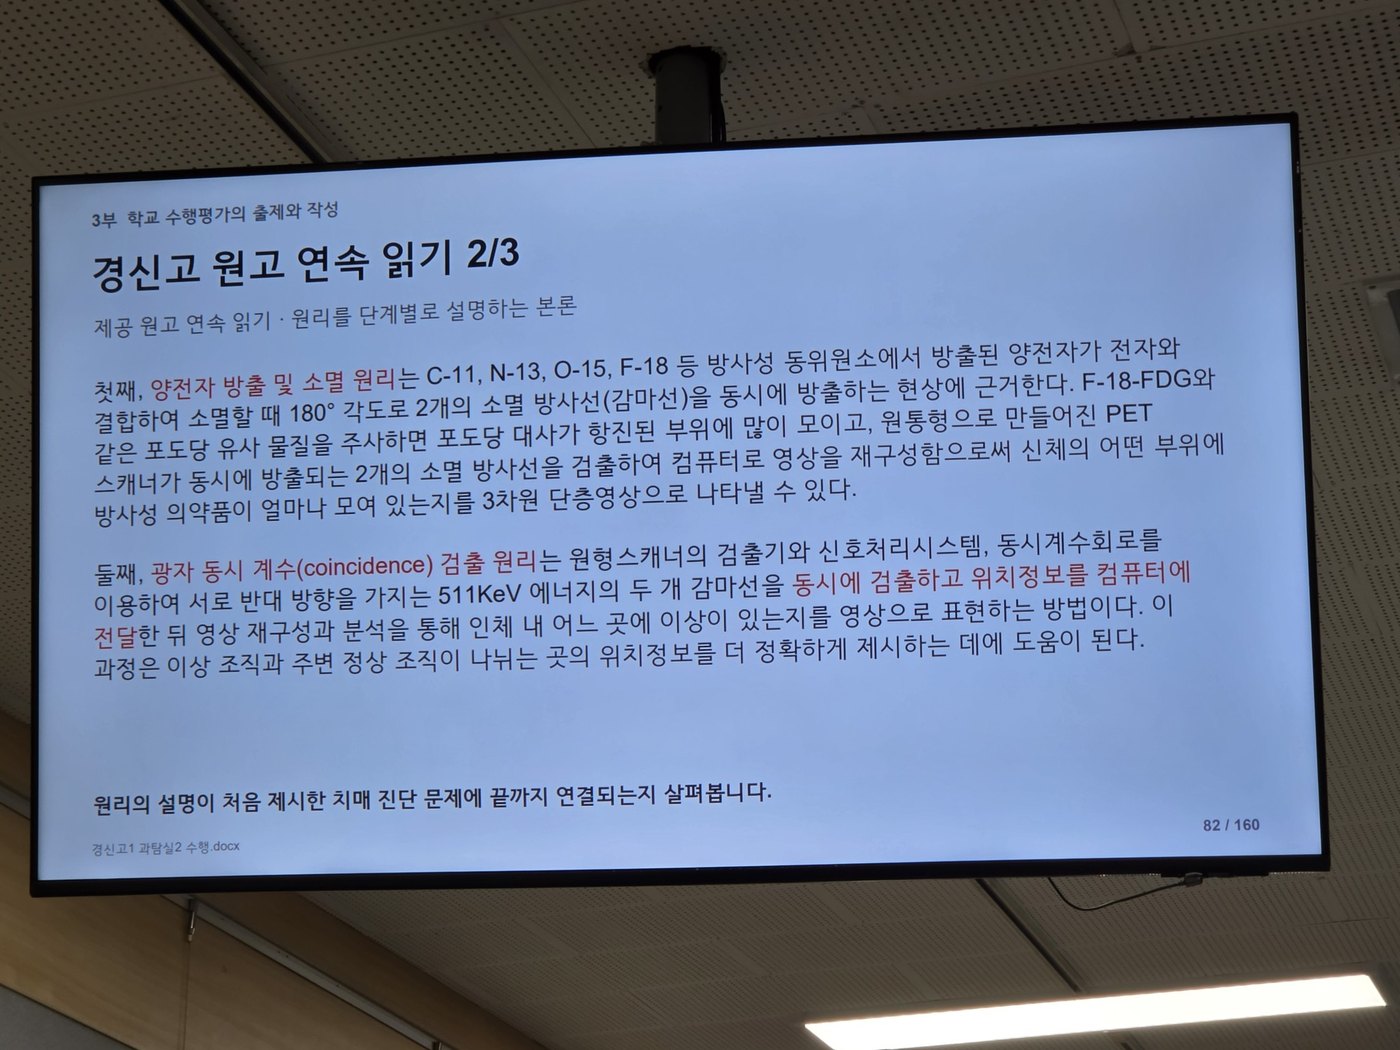 3부 학교 수행평가의 출제와 작성
경신고 원고 연속 읽기 2/3
제공 원고 연속 읽기 · 원리를 단계별로 설명하는 본론
첫째, 양전자 방출 및 소멸 원리는 C-11, N-13, O-15, F-18 등 방사성 동위원소에서 방출된 양전자가 전자와
결합하여 소멸할 때 180° 각도로 2개의 소멸 방사선(감마선)을 동시에 방출하는 현상에 근거한다. F-18-FDG와
같은 포도당 유사 물질을 주사하면 포도당 대사가 항진된 부위에 많이 모이고, 원통형으로 만들어진 PET
스캐너가 동시에 방출되는 2개의 소멸 방사선을 검출하여 컴퓨터로 영상을 재구성함으로써 신체의 어떤 부위에
방사성 의약품이 얼마나 모여 있는지를 3차원 단층영상으로 나타낼 수 있다.
둘째, 광자 동시 계수(coincidence) 검출 원리는 원형스캐너의 검출기와 신호처리시스템, 동시계수회로를
이용하여 서로 반대 방향을 가지는 511KeV 에너지의 두 개 감마선을 동시에 검출하고 위치정보를 컴퓨터에
전달한 뒤 영상 재구성과 분석을 통해 인체 내 어느 곳에 이상이 있는지를 영상으로 표현하는 방법이다. 이
과정은 이상 조직과 주변 정상 조직이 나뉘는 곳의 위치정보를 더 정확하게 제시하는 데에 도움이 된다.
원리의 설명이 처음 제시한 치매 진단 문제에 끝까지 연결되는지 살펴봅니다.
82 / 160
경신고1 과탐실2 수행.docx